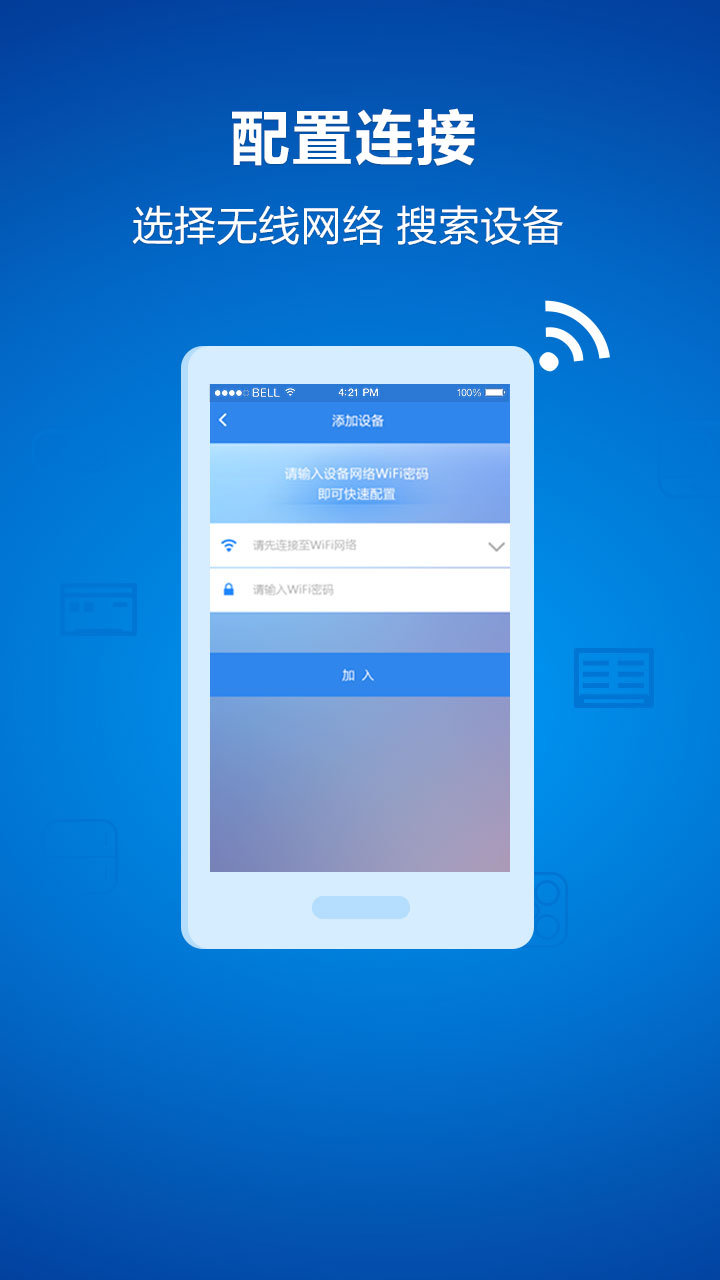 配置连接
选择无线网络 搜索设备
BELL 4:21 PM 100%
添加设备
请输入设备网络WiFi密码
即可快速配置
请先连接至WiFi网络
请输入WiFi密码
加 入